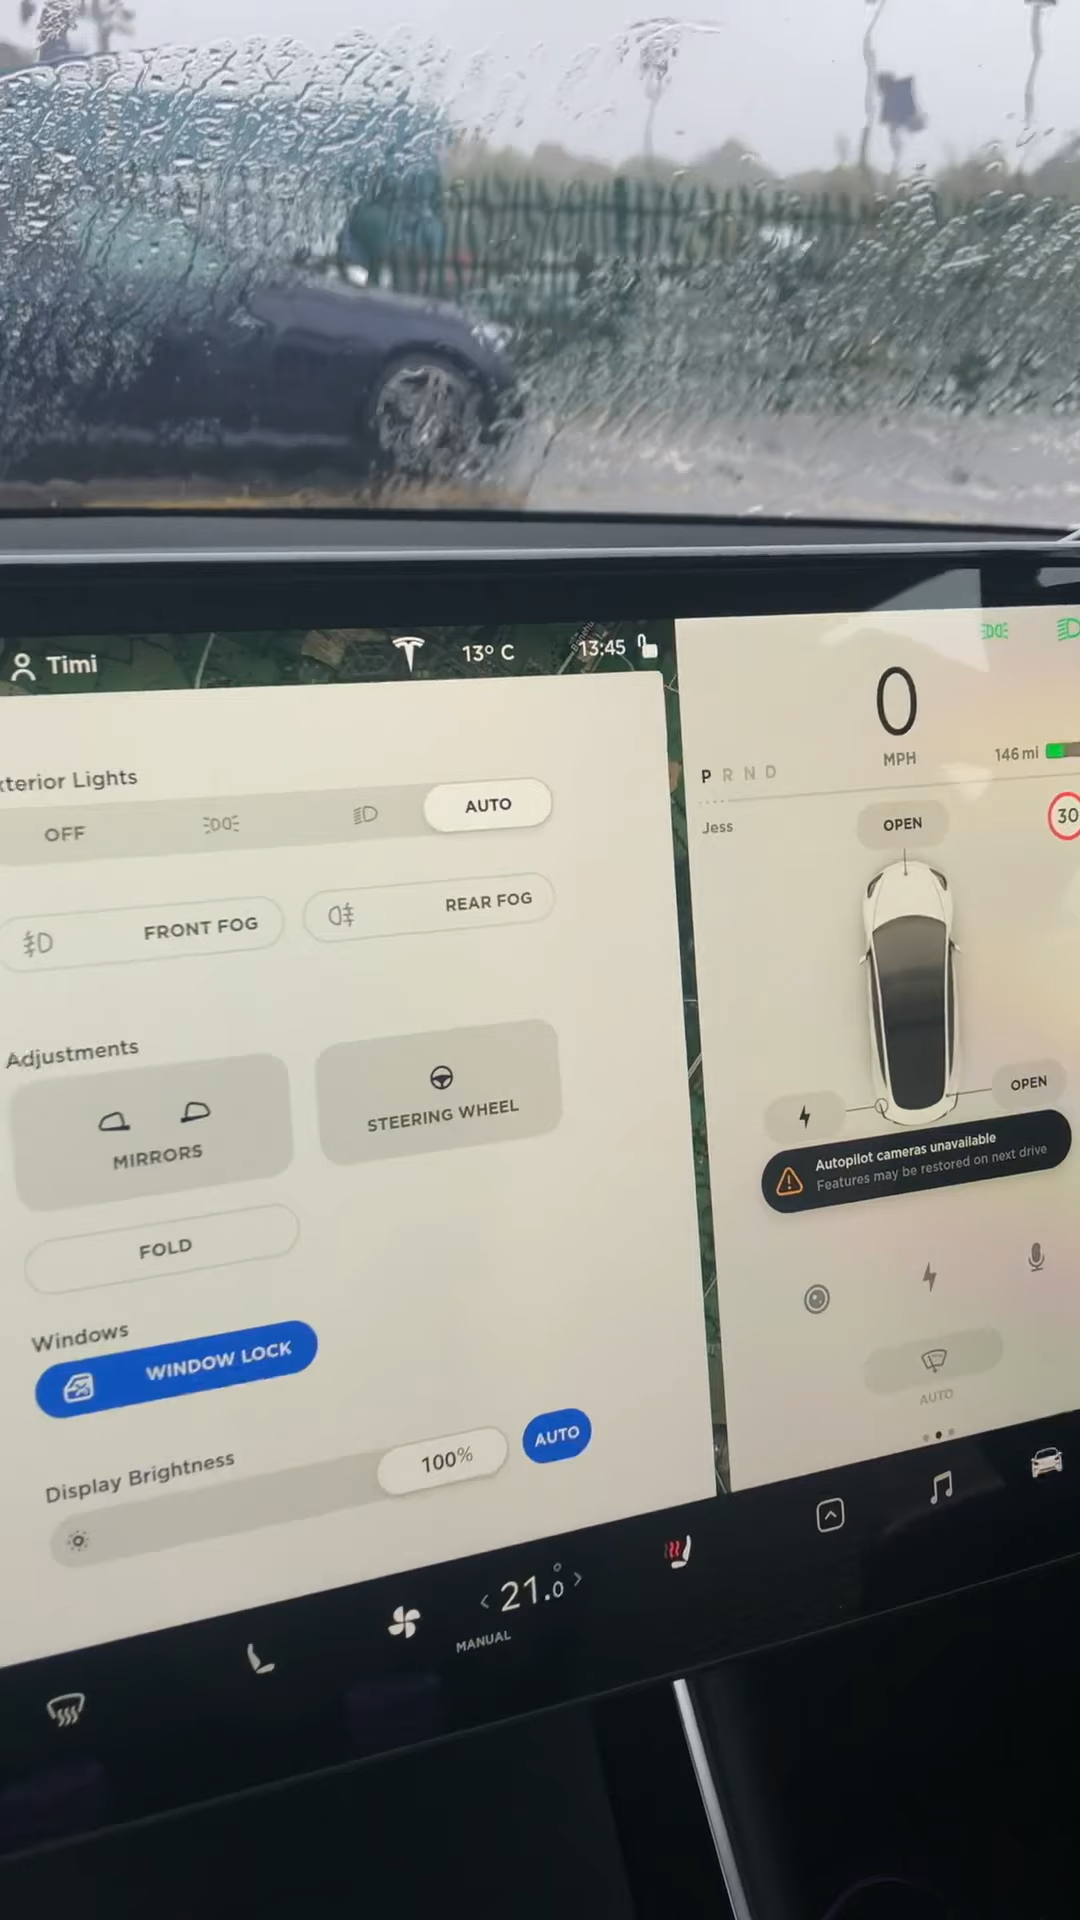 Timi
13° C
13:45
xterior Lights
OFF
AUTO
FRONT FOG
REAR FOG
Adjustments
MIRRORS
STEERING WHEEL
FOLD
Windows
WINDOW LOCK
Display Brightness
100%
AUTO
0
MPH
146 mi
P R N D
Jess
30
OPEN
OPEN
Autopilot cameras unavailable
Features may be restored on next drive
AUTO
21.0°
MANUAL